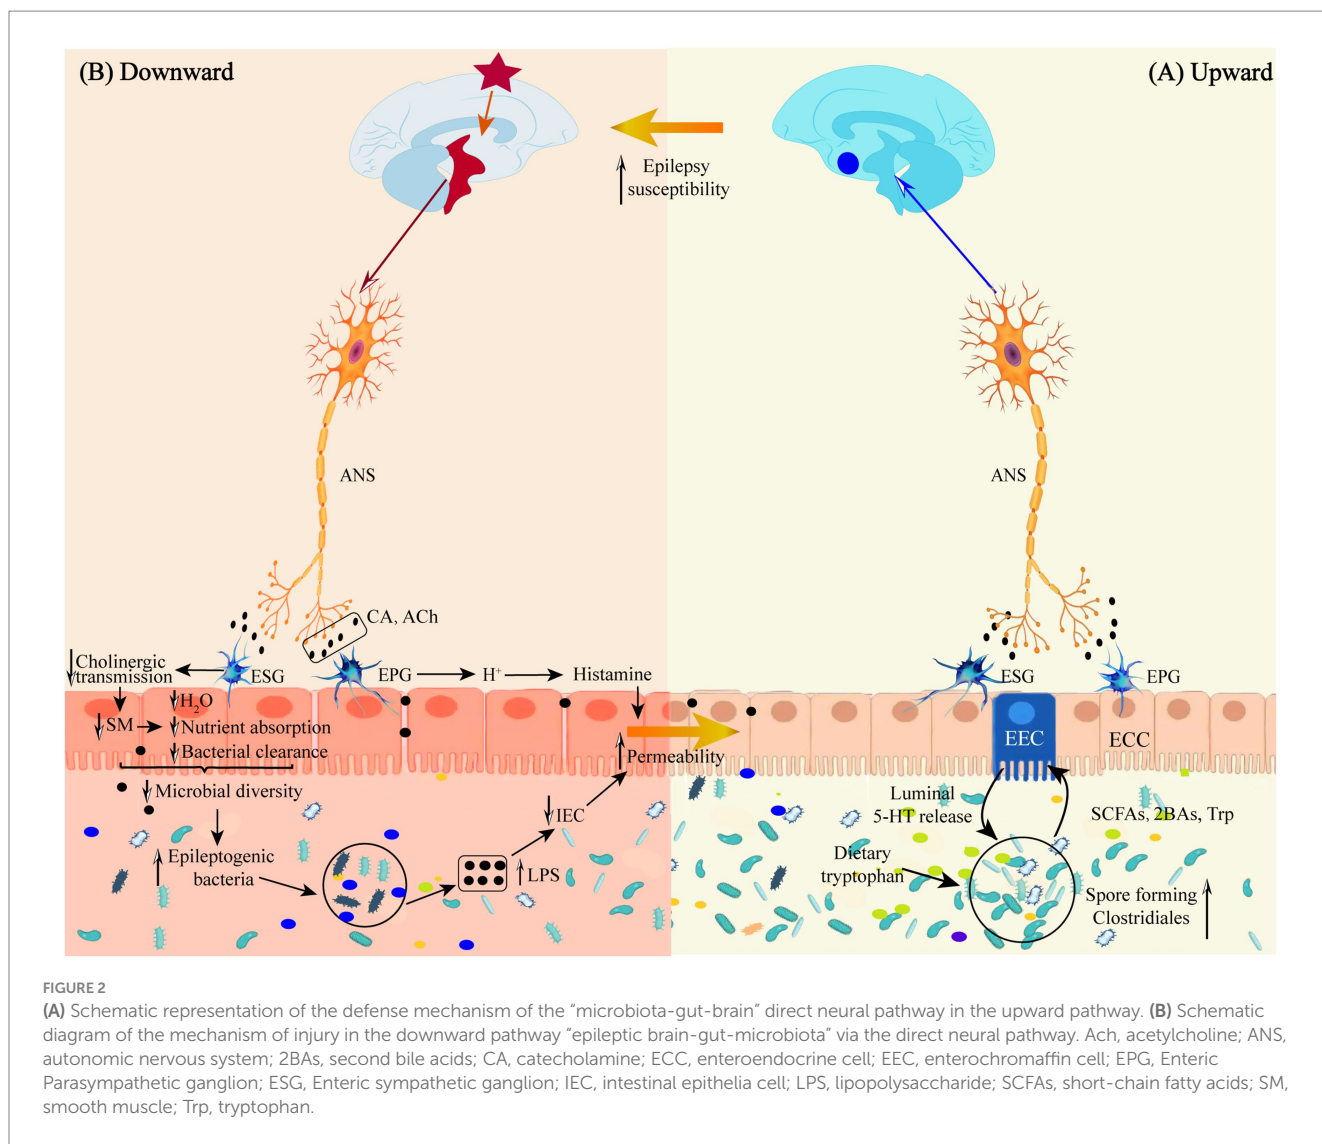 (B) Downward
(A) Upward
Epilepsy
susceptibility
ANS
ANS
CA, ACh
Cholinergic
transmission
ESG
EPG
H⁺
Histamine
ESG
EPG
SM
H₂O
Nutrient absorption
Bacterial clearance
Permeability
EEC
ECC
Microbial diversity
IEC
Luminal
5-HT release
SCFAs, 2BAs, Trp
Epileptogenic
bacteria
LPS
Dietary
tryptophan
Spore forming
Clostridiales
FIGURE 2
(A) Schematic representation of the defense mechanism of the “microbiota-gut-brain” direct neural pathway in the upward pathway. (B) Schematic
diagram of the mechanism of injury in the downward pathway “epileptic brain-gut-microbiota” via the direct neural pathway. Ach, acetylcholine; ANS,
autonomic nervous system; 2BAs, second bile acids; CA, catecholamine; ECC, enteroendocrine cell; EEC, enterochromaffin cell; EPG, Enteric
Parasympathetic ganglion; ESG, Enteric sympathetic ganglion; IEC, intestinal epithelia cell; LPS, lipopolysaccharide; SCFAs, short-chain fatty acids; SM,
smooth muscle; Trp, tryptophan.